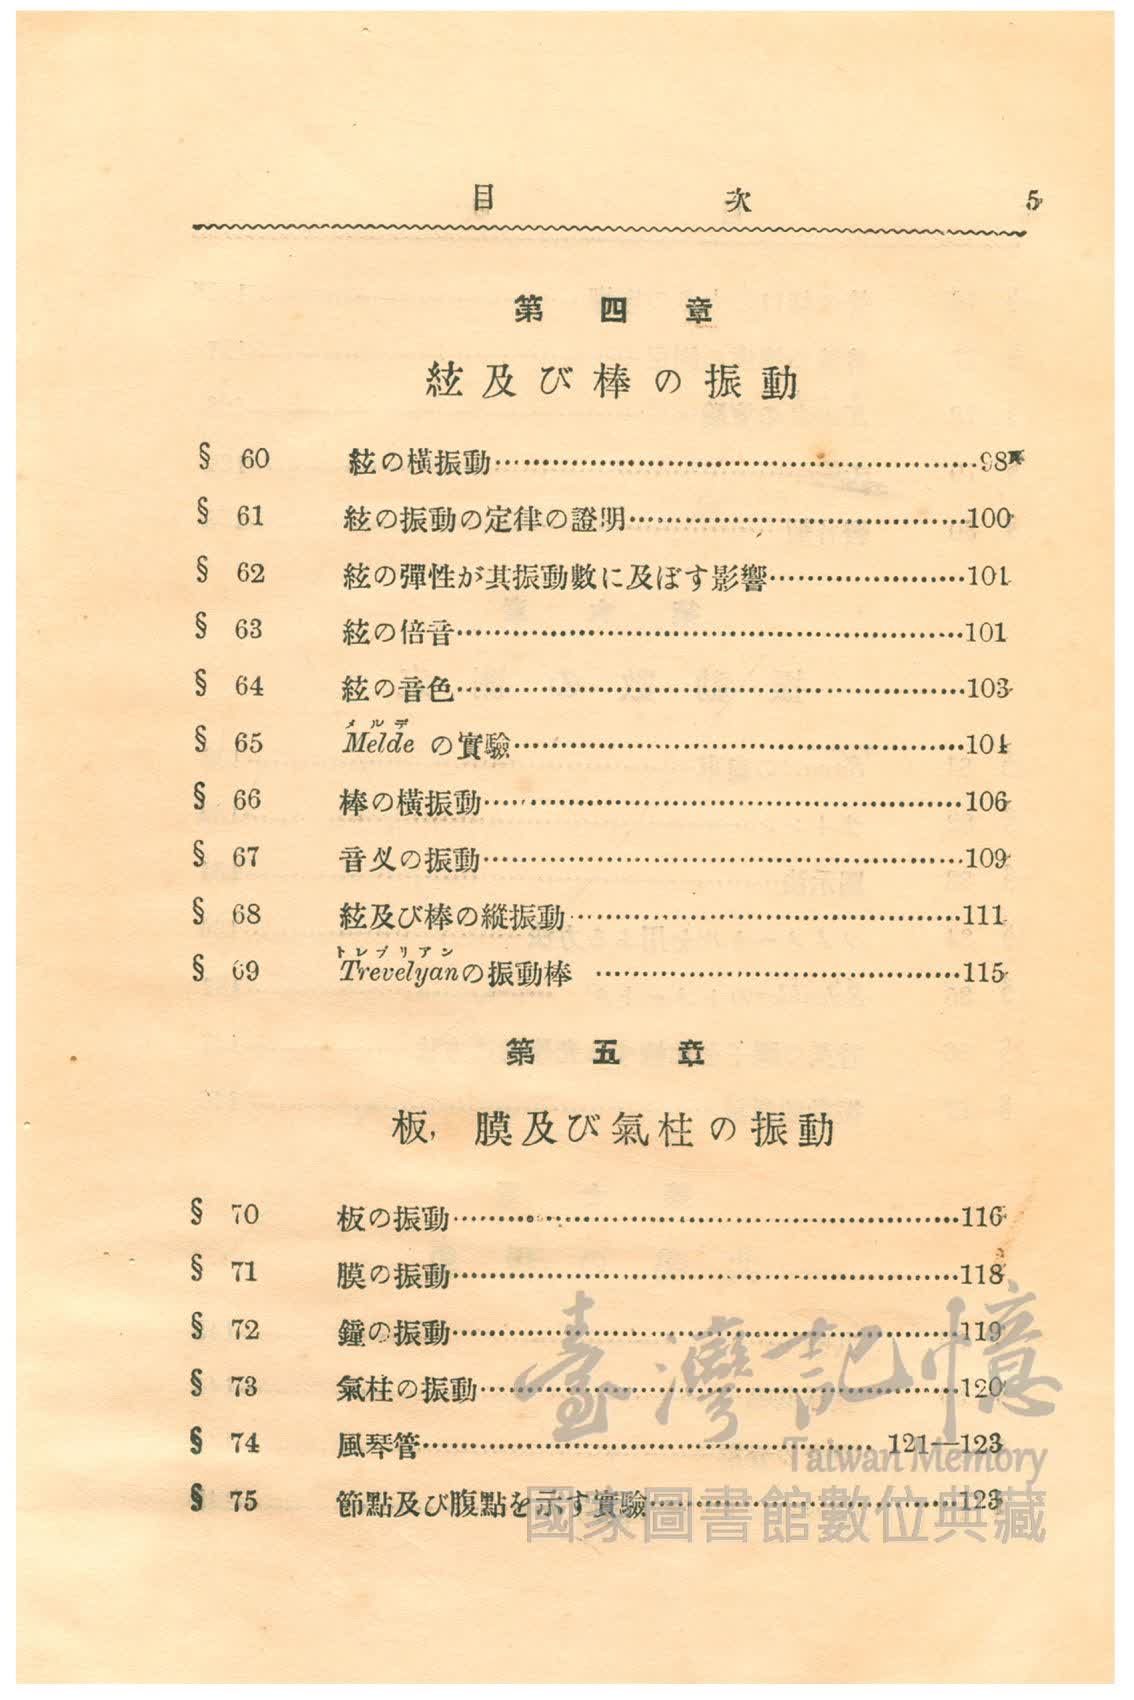 目次 5
第四章
絃及び棒の振動
§ 60 絃の横振動…98
§ 61 絃の振動の定律の證明…100
§ 62 絃の彈性が其振動數に及ぼす影響…101
§ 63 絃の倍音…101
§ 64 絃の音色…103
メルデ
§ 65 Melde の實驗…104
§ 66 棒の横振動…106
§ 67 音叉の振動…109
§ 68 絃及び棒の縱振動…111
トレブリアン
§ 69 Trevelyanの振動棒…115
第五章
板,膜及び氣柱の振動
§ 70 板の振動…116
§ 71 膜の振動…118
§ 72 鐘の振動…119
§ 73 氣柱の振動…120
§ 74 風琴管…121—123
§ 75 節點及び腹點を示す實驗…123
臺灣記憶
Taiwan Memory
國家圖書館數位典藏